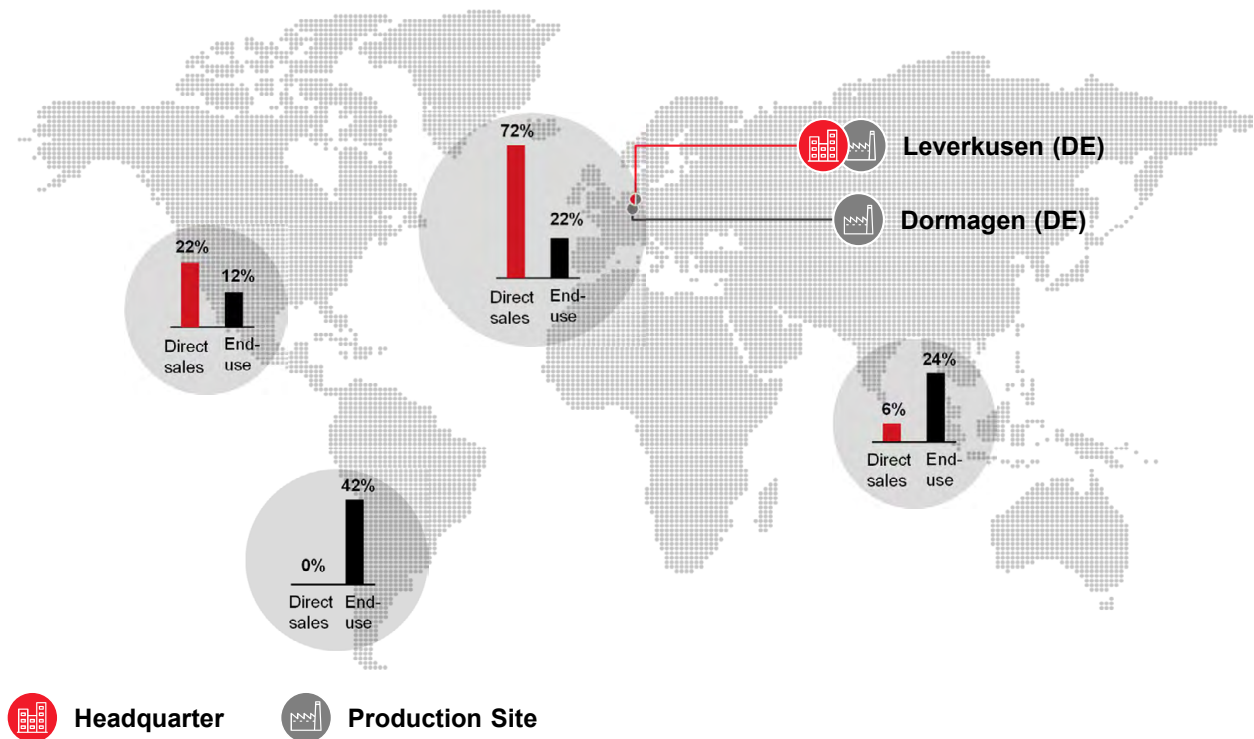 72%
22%
Direct
sales
End-
use
Leverkusen (DE)
Dormagen (DE)
22%
12%
Direct
sales
End-
use
24%
6%
Direct
sales
End-
use
42%
0%
Direct
sales
End-
use
Headquarter
Production Site